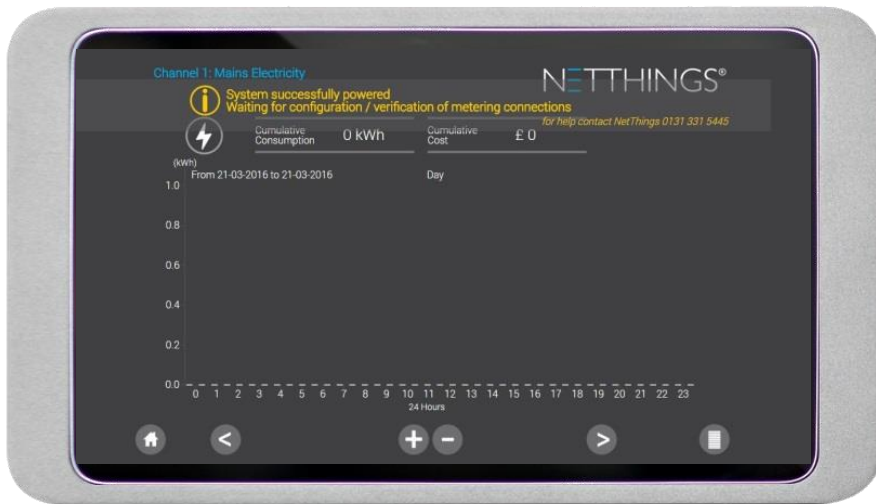 Channel 1: Mains Electricity
NETTHINGS®
System successfully powered
Waiting for configuration / verification of metering connections
for help contact NetThings 0131 331 5445
Cumulative
Consumption
0 kWh
Cumulative
Cost
£ 0
(kWh)
From 21-03-2016 to 21-03-2016
Day
1.0
0.8
0.6
0.4
0.2
0.0
0 1 2 3 4 5 6 7 8 9 10 11 12 13 14 15 16 17 18 19 20 21 22 23
24 Hours